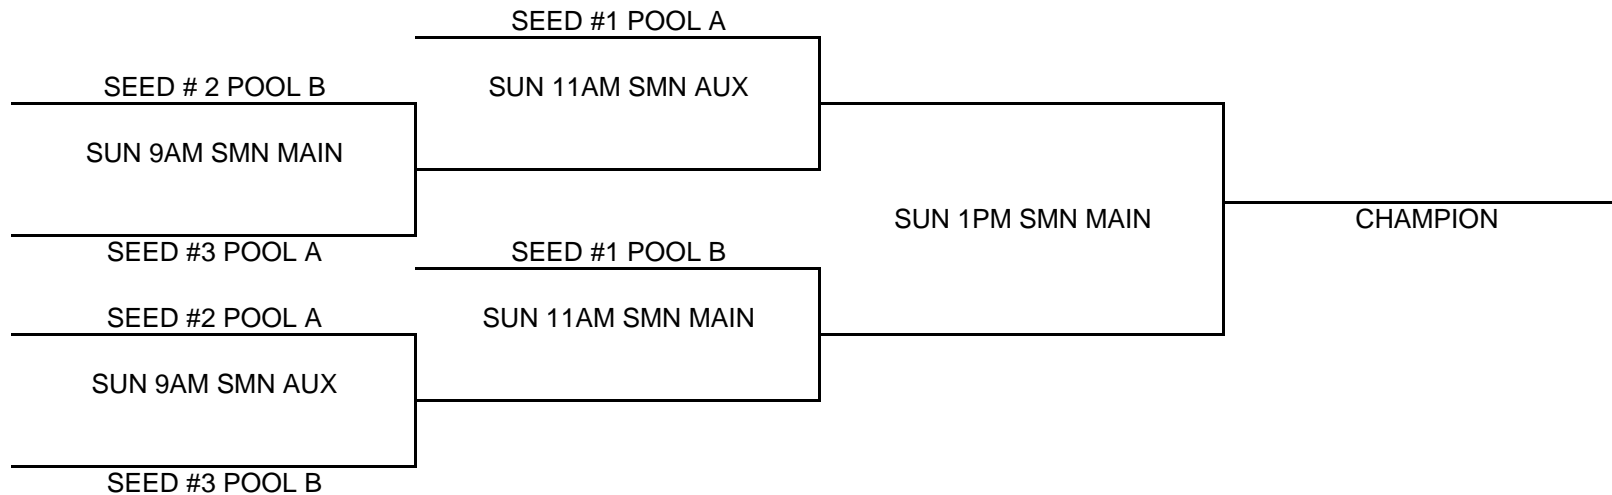 SEED #1 POOL A
SEED # 2 POOL B
SUN 11AM SMN AUX
SUN 9AM SMN MAIN
SUN 1PM SMN MAIN
CHAMPION
SEED #3 POOL A
SEED #1 POOL B
SEED #2 POOL A
SUN 11AM SMN MAIN
SUN 9AM SMN AUX
SEED #3 POOL B